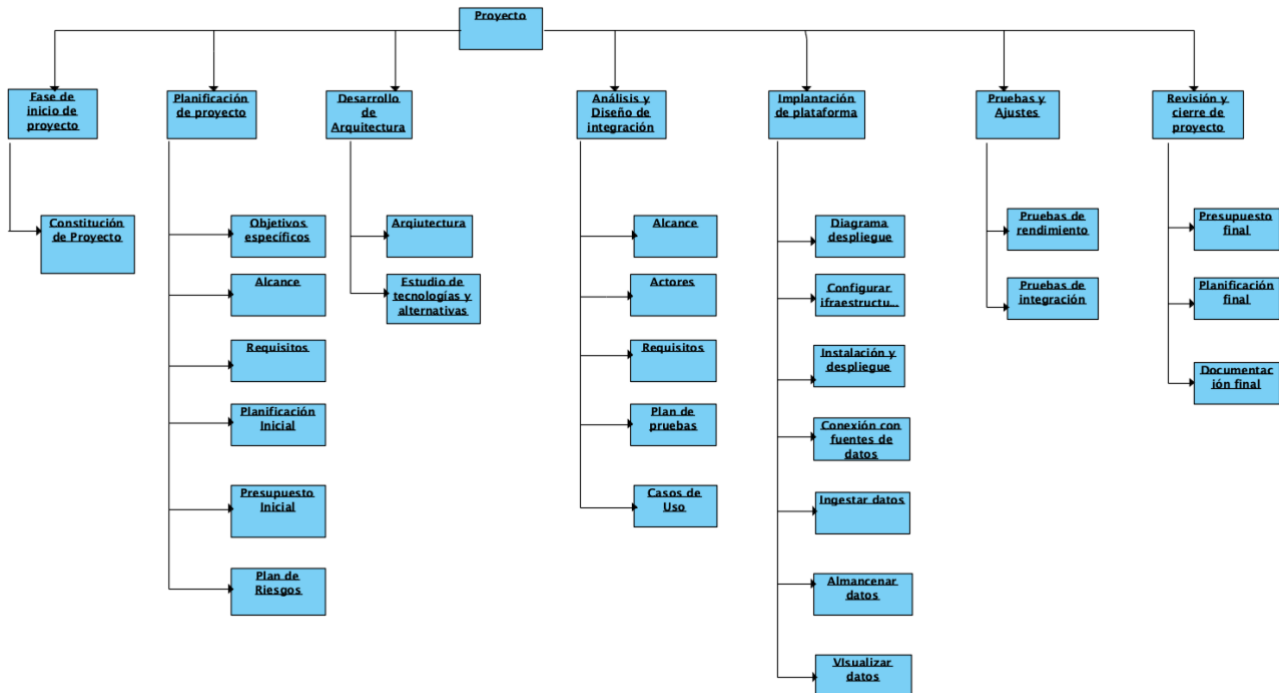 Proyecto
Fase de
inicio de
proyecto
Planificación
de proyecto
Desarrollo
de
Arquitectura
Análisis y
Diseño de
integración
Implantación
de plataforma
Pruebas y
Ajustes
Revisión y
cierre de
proyecto
Constitución
de Proyecto
Objetivos
específicos
Alcance
Requisitos
Planificación
Inicial
Presupuesto
Inicial
Plan de
Riesgos
Arqiutectura
Estudio de
tecnologías y
alternativas
Alcance
Actores
Requisitos
Plan de
pruebas
Casos de
Uso
Diagrama
despliegue
Configurar
ifraestructu...
Instalación y
despliegue
Conexión con
fuentes de
datos
Ingestar datos
Almancenar
datos
VIsualizar
datos
Pruebas de
rendimiento
Pruebas de
integración
Presupuesto
final
Planificación
final
Documentac
ión final